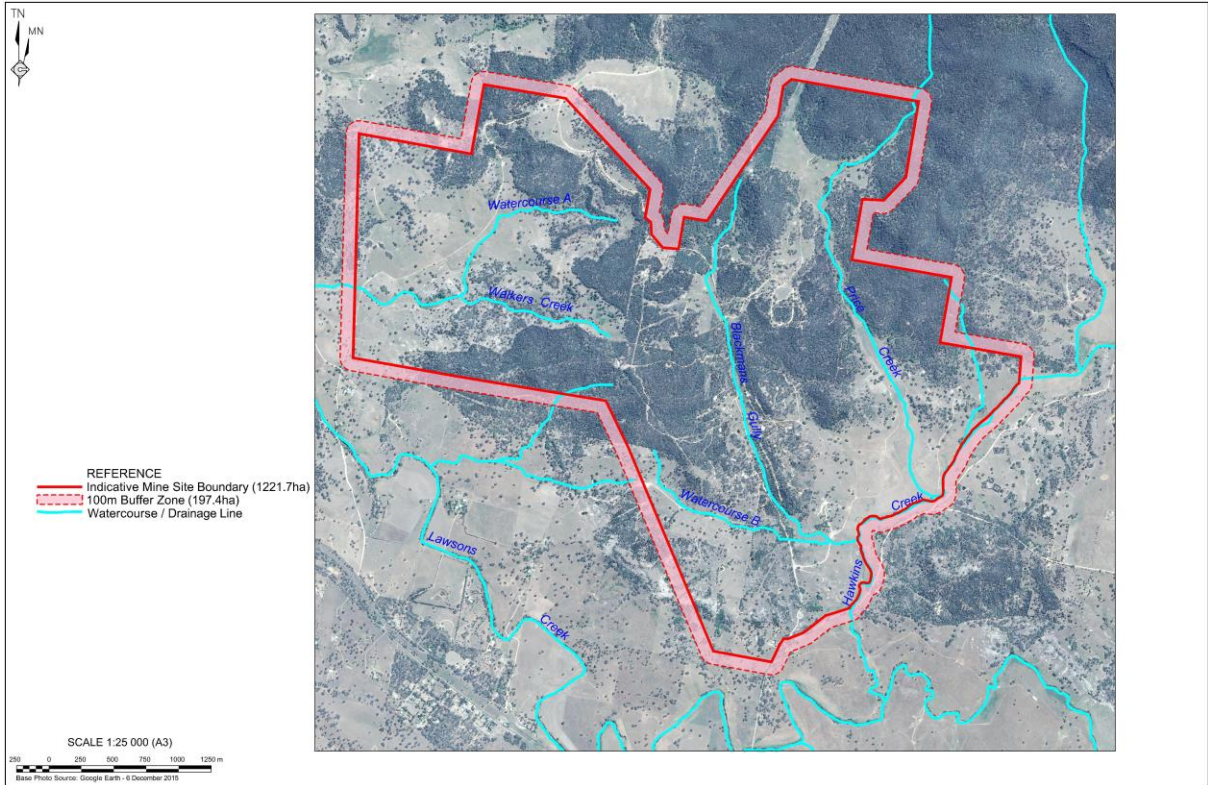 TN
MN
Watercourse A
Walkers Creek
Blackmans Gully
Price Creek
Watercourse B
Hawkins Creek
Lawsons Creek
REFERENCE
Indicative Mine Site Boundary (1221.7ha)
100m Buffer Zone (197.4ha)
Watercourse / Drainage Line
SCALE 1:25 000 (A3)
250 0 250 500 750 1000 1250 m
Base Photo Source: Google Earth - 6 December 2015